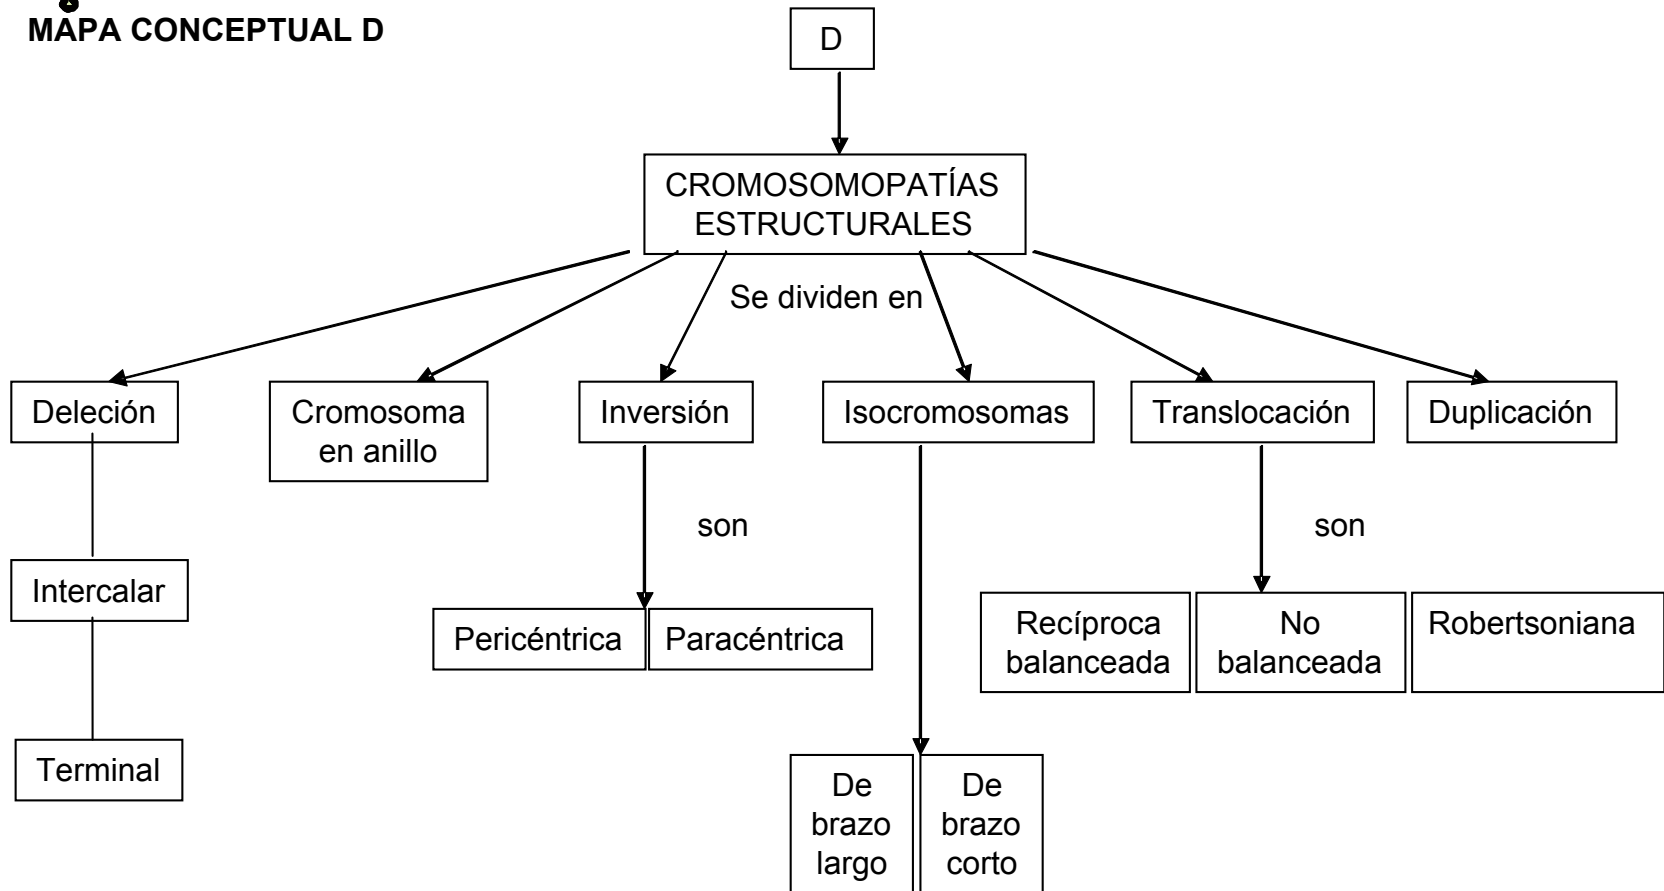 MAPA CONCEPTUAL D
D
CROMOSOMOPATÍAS
ESTRUCTURALES
Se dividen en
Deleción
Cromosoma
en anillo
Inversión
Isocromosomas
Translocación
Duplicación
son
son
Intercalar
Pericéntrica
Paracéntrica
Recíproca
balanceada
No
balanceada
Robertsoniana
Terminal
De
brazo
largo
De
brazo
corto